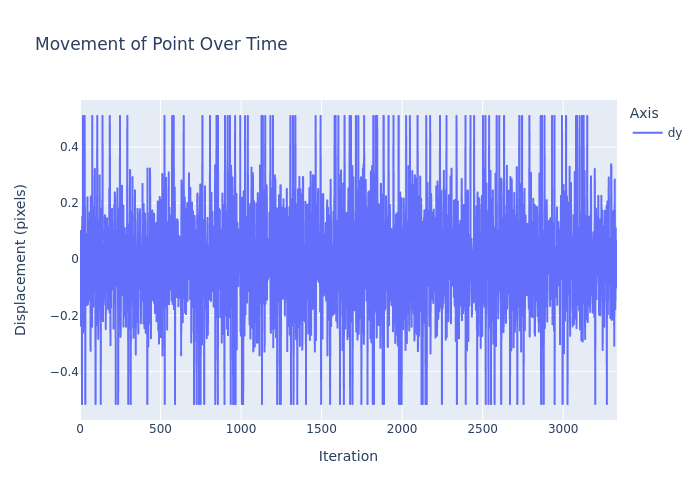 Movement of Point Over Time
Axis
dy
0.4
0.2
0
−0.2
−0.4
Displacement (pixels)
0 500 1000 1500 2000 2500 3000
Iteration